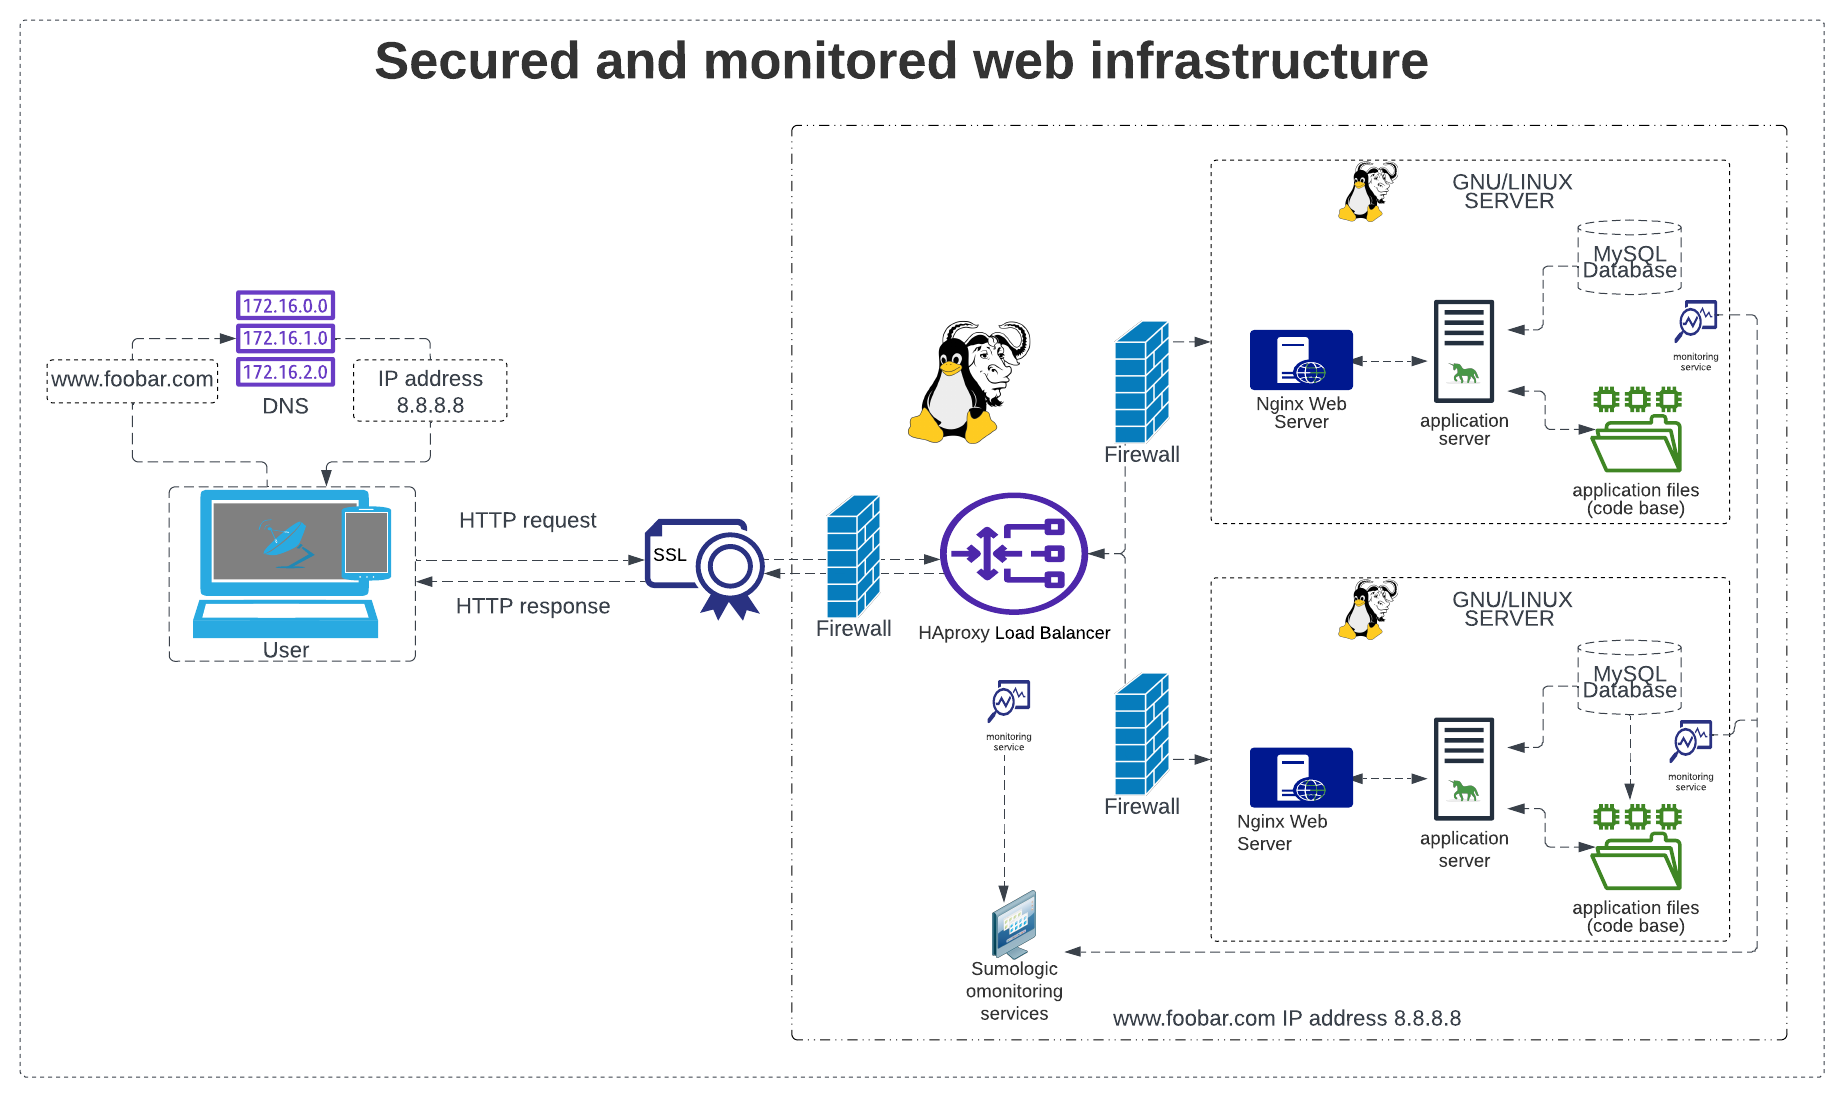 Secured and monitored web infrastructure
172.16.0.0
172.16.1.0
172.16.2.0
DNS
www.foobar.com
IP address
8.8.8.8
User
HTTP request
HTTP response
SSL
Firewall
HAproxy Load Balancer
Firewall
Firewall
monitoring
service
Sumologic
omonitoring
services
GNU/LINUX
SERVER
MySQL
Database
Nginx Web
Server
application
server
monitoring
service
application files
(code base)
GNU/LINUX
SERVER
MySQL
Database
Nginx Web
Server
application
server
monitoring
service
application files
(code base)
www.foobar.com IP address 8.8.8.8